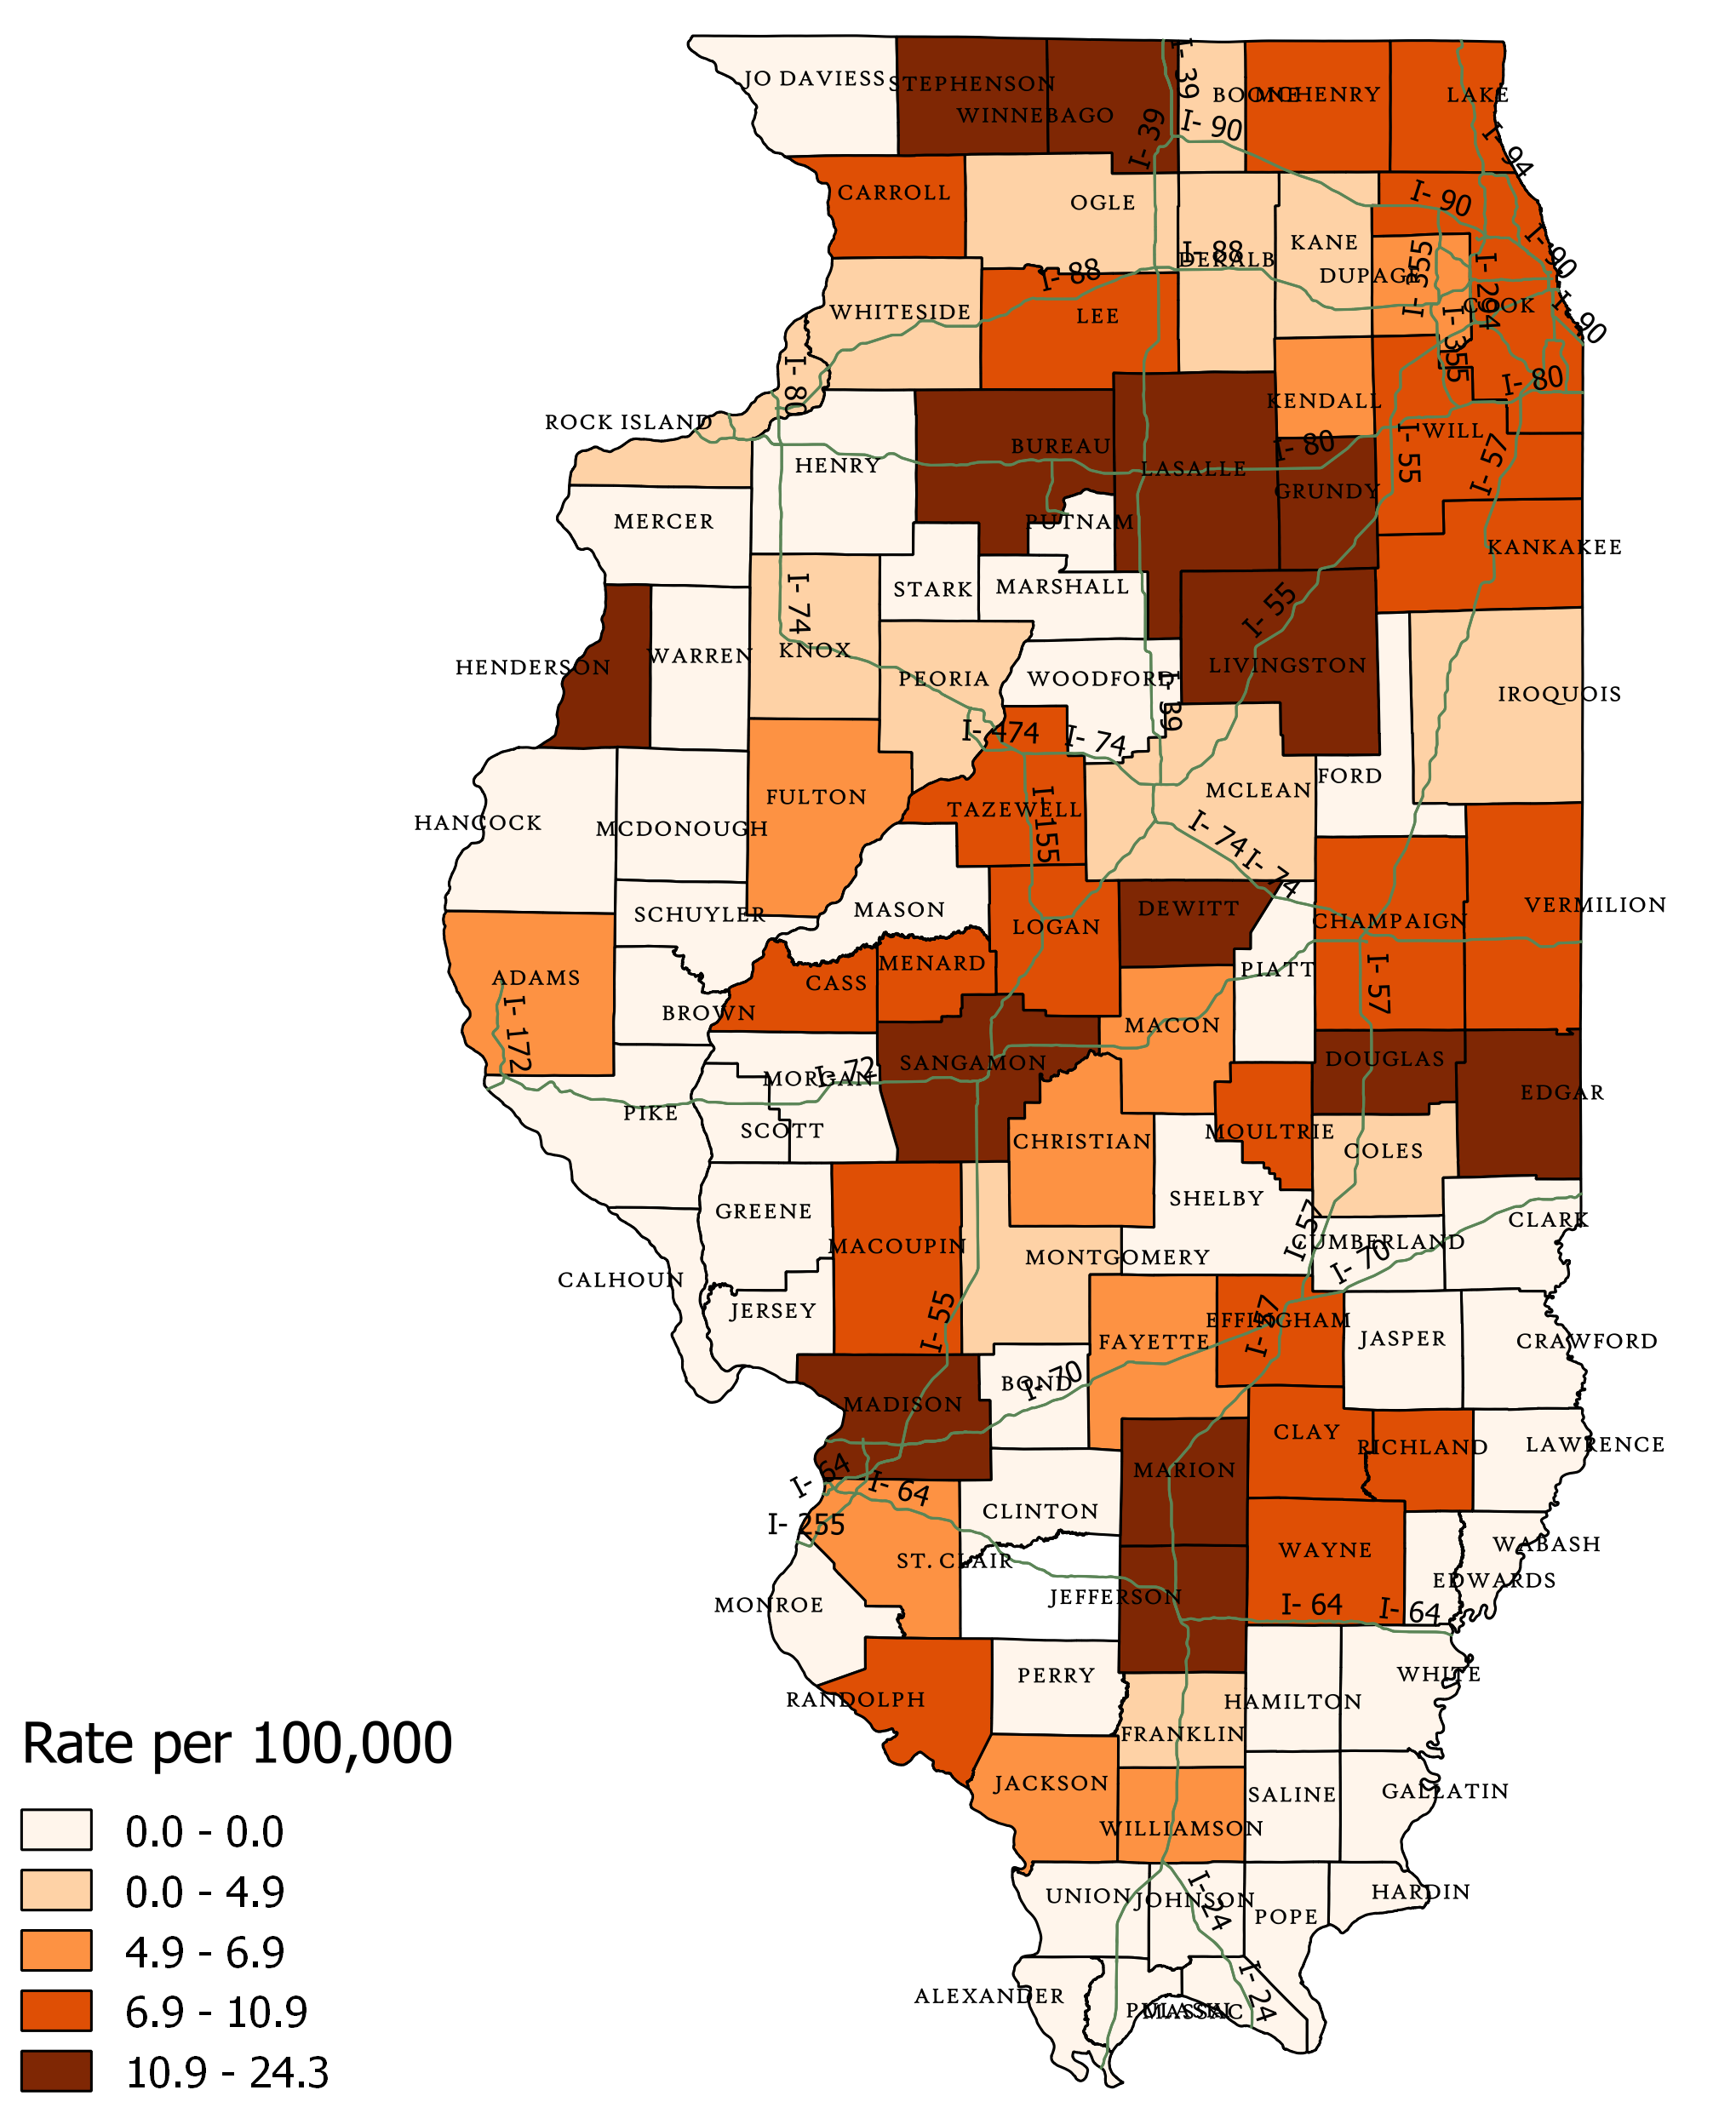 JO DAVIESS
STEPHENSON
WINNEBAGO
I- 39
BOONE
MCHENRY
LAKE
I- 90
I- 39
I- 94
CARROLL
OGLE
I- 90
KANE
I- 88
DEKALB
I- 88
DUPAGE
I- 355
I- 294
I- 90
COOK
I- 90
WHITESIDE
LEE
I- 355
I- 80
I- 80
ROCK ISLAND
KENDALL
WILL
HENRY
BUREAU
I- 80
I- 55
I- 57
LASALLE
GRUNDY
MERCER
PUTNAM
KANKAKEE
STARK
MARSHALL
I- 74
I- 55
HENDERSON
WARREN
KNOX
PEORIA
WOODFORD
I- 39
LIVINGSTON
IROQUOIS
I- 474
I- 74
FORD
FULTON
TAZEWELL
I- 155
MCLEAN
HANCOCK
MCDONOUGH
I- 74
I- 74
SCHUYLER
MASON
LOGAN
DEWITT
CHAMPAIGN
VERMILION
ADAMS
CASS
MENARD
PIATT
I- 57
I- 172
BROWN
MACON
SANGAMON
DOUGLAS
EDGAR
MORGAN
I- 72
PIKE
SCOTT
CHRISTIAN
MOULTRIE
COLES
SHELBY
GREENE
CLARK
I- 57
CUMBERLAND
MACOUPIN
MONTGOMERY
I- 70
CALHOUN
JERSEY
I- 55
FAYETTE
EFFINGHAM
I- 57
JASPER
CRAWFORD
BOND
I- 70
MADISON
CLAY
RICHLAND
LAWRENCE
I- 64
I- 64
MARION
CLINTON
I- 255
ST. CLAIR
WAYNE
WABASH
EDWARDS
JEFFERSON
MONROE
I- 64
I- 64
PERRY
WHITE
RANDOLPH
HAMILTON
FRANKLIN
JACKSON
SALINE
GALLATIN
WILLIAMSON
UNION
JOHNSON
I- 24
POPE
HARDIN
ALEXANDER
PULASKI
MASSAC
I- 24
Rate per 100,000
0.0 - 0.0
0.0 - 4.9
4.9 - 6.9
6.9 - 10.9
10.9 - 24.3